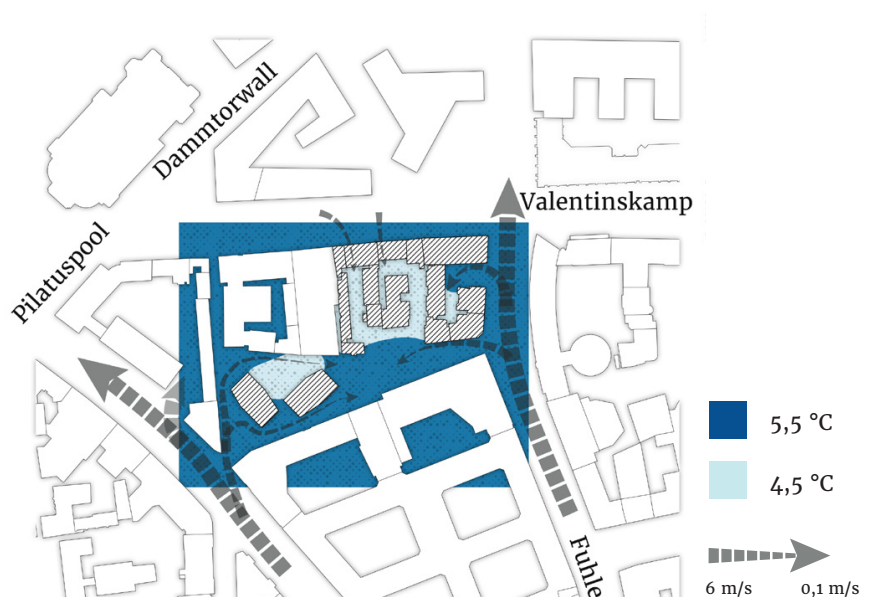 Dammtorwall
Valentinskamp
Pilatuspool
Fuhle
5,5 °C
4,5 °C
6 m/s
0,1 m/s